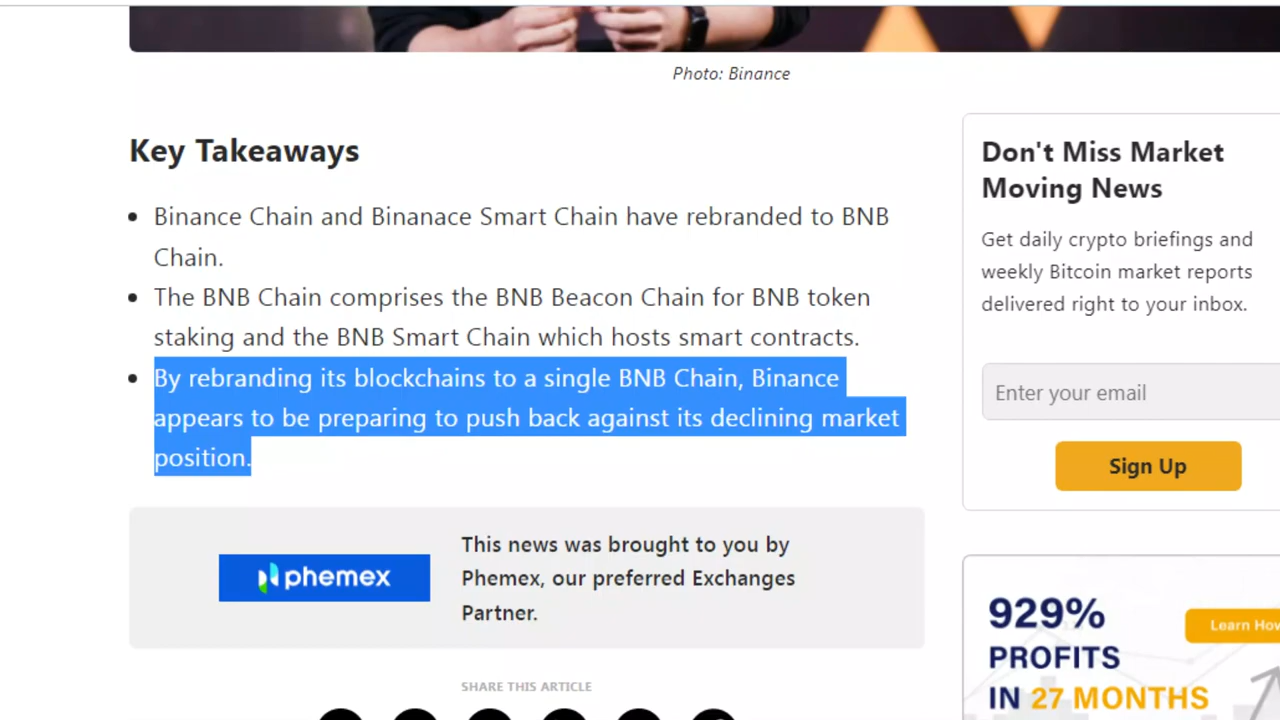 Photo: Binance
Key Takeaways
Binance Chain and Binanace Smart Chain have rebranded to BNB
Chain.
The BNB Chain comprises the BNB Beacon Chain for BNB token
staking and the BNB Smart Chain which hosts smart contracts.
By rebranding its blockchains to a single BNB Chain, Binance
appears to be preparing to push back against its declining market
position.
phemex
This news was brought to you by
Phemex, our preferred Exchanges
Partner.
SHARE THIS ARTICLE
Don't Miss Market
Moving News
Get daily crypto briefings and
weekly Bitcoin market reports
delivered right to your inbox.
Enter your email
Sign Up
929%
PROFITS
IN 27 MONTHS
Learn How